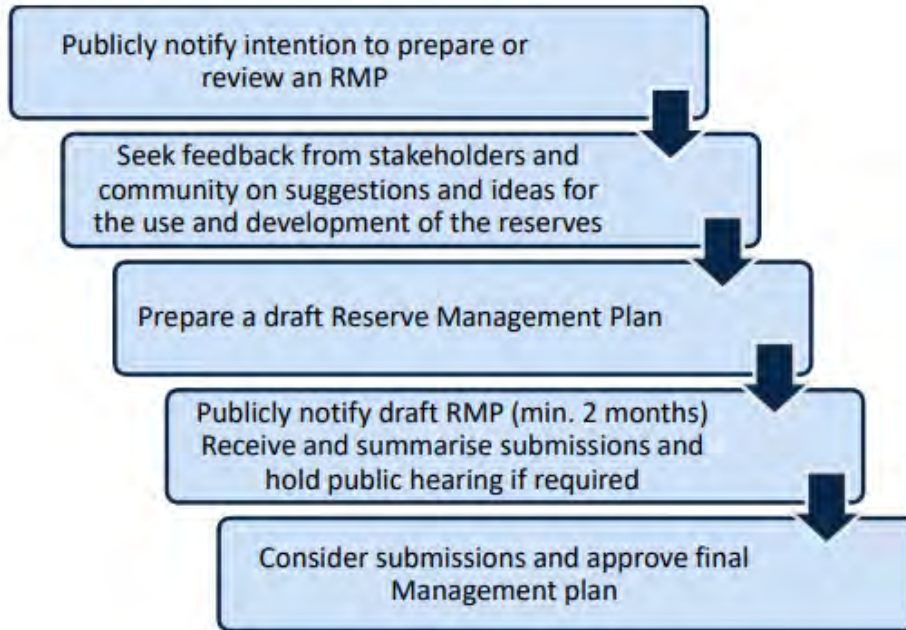 Publicly notify intention to prepare or
review an RMP
Seek feedback from stakeholders and
community on suggestions and ideas for
the use and development of the reserves
Prepare a draft Reserve Management Plan
Publicly notify draft RMP (min. 2 months)
Receive and summarise submissions and
hold public hearing if required
Consider submissions and approve final
Management plan